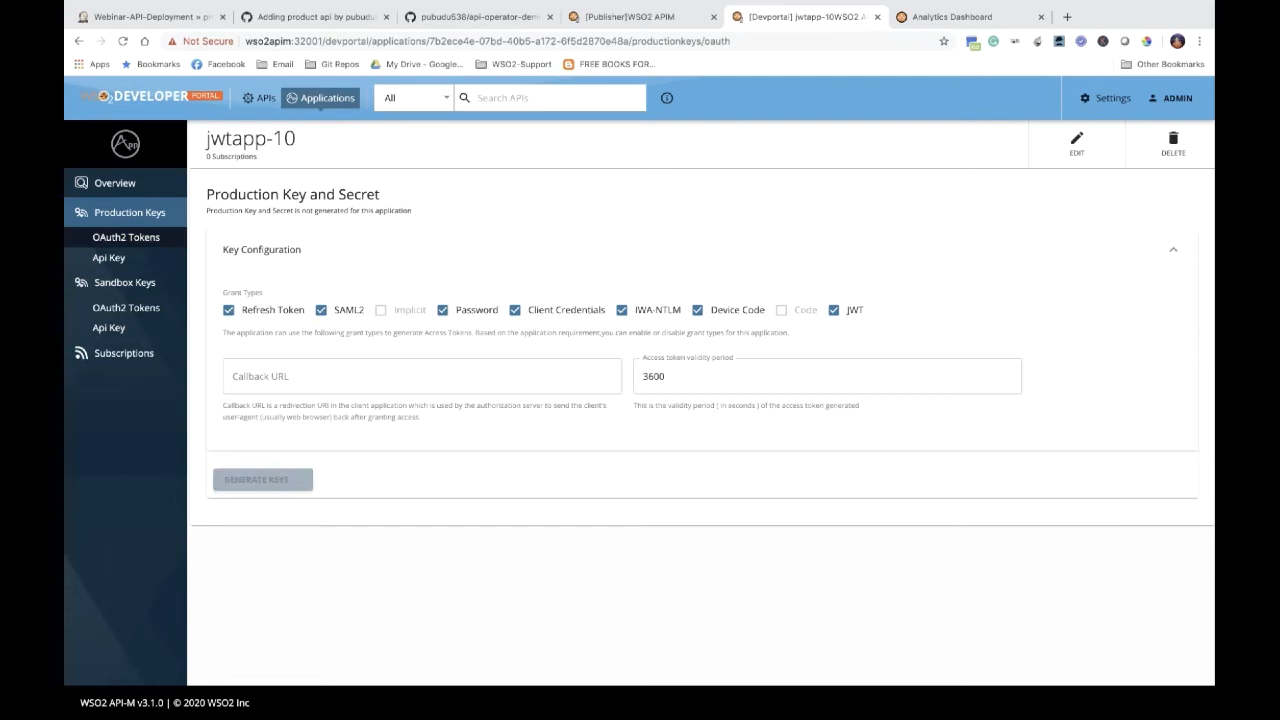 Webinar-API-Deployment » pr
Adding product api by pubudu
pubudu538/api-operator-dem
[Publisher]WSO2 APIM
[Devportal] jwtapp-10WSO2 A
Analytics Dashboard
Not Secure
wso2apim:32001/devportal/applications/7b2ece4e-07bd-40b5-a172-6f5d2870e48a/productionkeys/oauth
Apps
Bookmarks
Facebook
Email
Git Repos
My Drive - Google...
WSO2-Support
FREE BOOKS FOR...
Other Bookmarks
DEVELOPER PORTAL
APIs
Applications
All
Search APIs
Settings
ADMIN
App
jwtapp-10
0 Subscriptions
EDIT
DELETE
Overview
Production Keys
OAuth2 Tokens
Api Key
Sandbox Keys
OAuth2 Tokens
Api Key
Subscriptions
Production Key and Secret
Production Key and Secret is not generated for this application
Key Configuration
Grant Types
Refresh Token
SAML2
Implicit
Password
Client Credentials
IWA-NTLM
Device Code
Code
JWT
The application can use the following grant types to generate Access Tokens. Based on the application requirement,you can enable or disable grant types for this application.
Callback URL
Access token validity period
3600
Callback URL is a redirection URI in the client application which is used by the authorization server to send the client's
user-agent (usually web browser) back after granting access.
This is the validity period [ in seconds ] of the access token generated
GENERATE KEYS
WSO2 API-M v3.1.0 | © 2020 WSO2 Inc